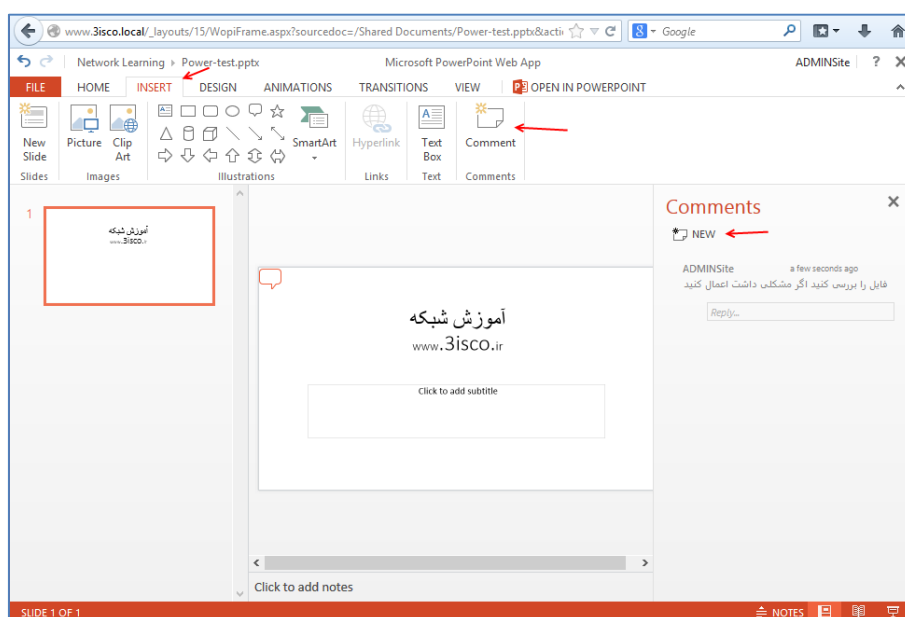 www.3isco.local/_layouts/15/WopiFrame.aspx?sourcedoc=/Shared Documents/Power-test.pptx&acti
Google
Network Learning ▸ Power-test.pptx
Microsoft PowerPoint Web App
ADMINSite ? X
FILE HOME INSERT DESIGN ANIMATIONS TRANSITIONS VIEW OPEN IN POWERPOINT
New Slide
Picture
Clip Art
SmartArt
Hyperlink
Text Box
Comment
Slides Images Illustrations Links Text Comments
1
آموزش شبکه
www.3isco.ir
آموزش شبکه
www.3isco.ir
Click to add subtitle
Click to add notes
Comments
NEW
ADMINSite a few seconds ago
فایل را بررسی کنید اگر مشکلی داشت اعمال کنید
Reply...
SLIDE 1 OF 1
NOTES